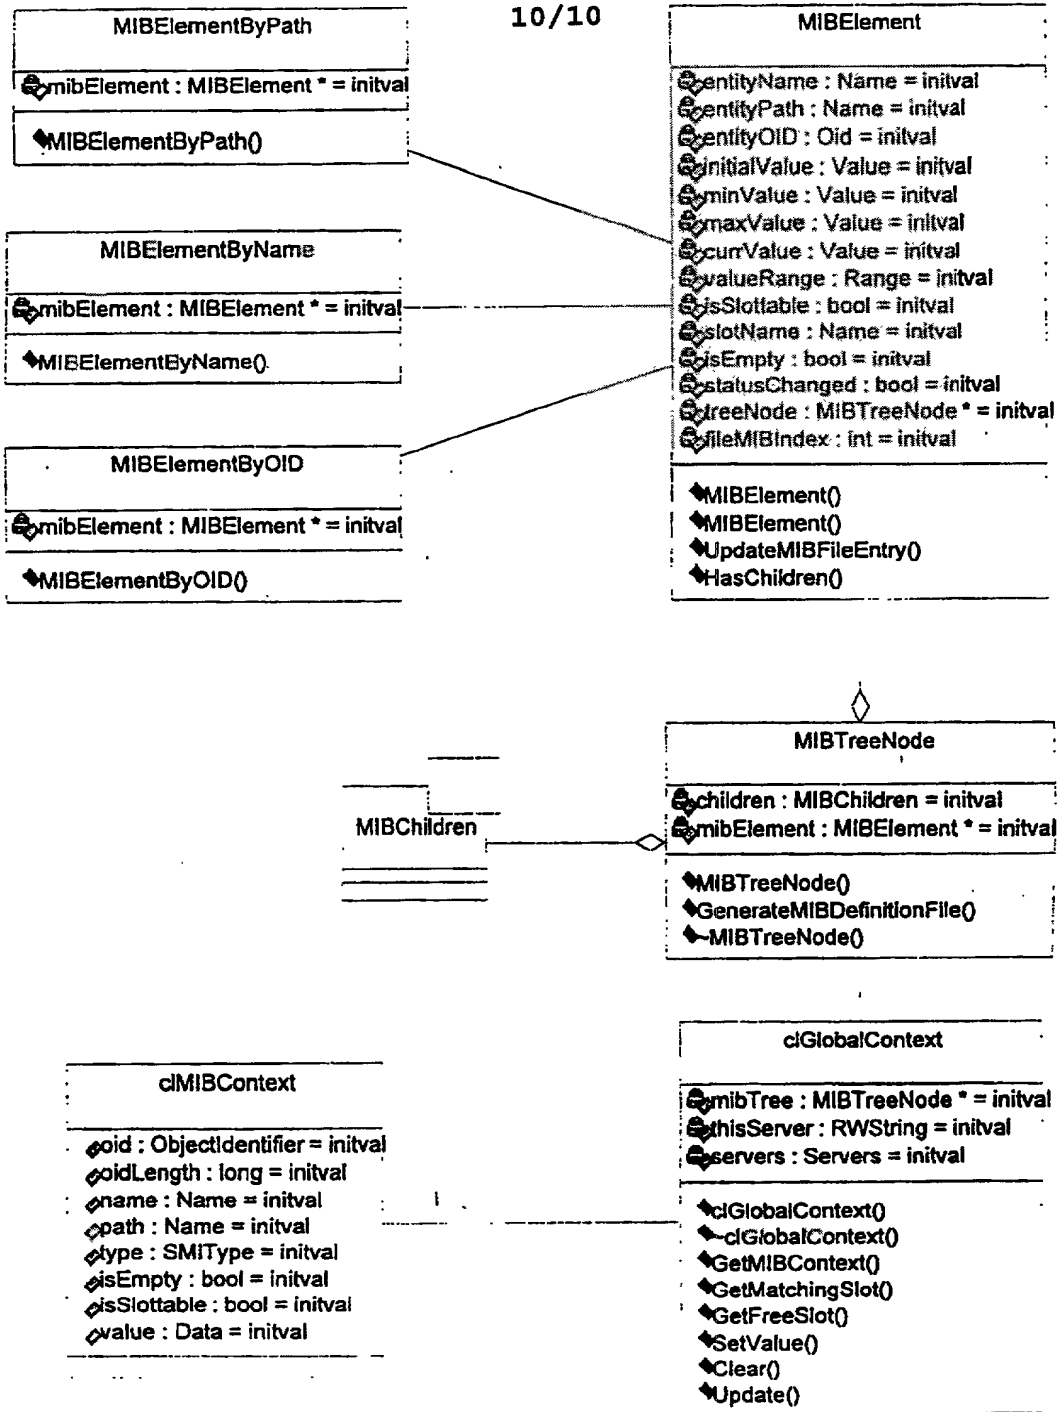 10/10
MIBElementByPath
mibElement : MIBElement * = initval
MIBElementByPath()
MIBElementByName
mibElement : MIBElement * = initval
MIBElementByName()
MIBElementByOID
mibElement : MIBElement * = initval
MIBElementByOID()
MIBElement
entityName : Name = initval
entityPath : Name = initval
entityOID : Oid = initval
initialValue : Value = initval
minValue : Value = initval
maxValue : Value = initval
currValue : Value = initval
valueRange : Range = initval
isSlottable : bool = initval
slotName : Name = initval
isEmpty : bool = initval
statusChanged : bool = initval
treeNode : MIBTreeNode * = initval
fileMIBIndex : int = initval
MIBElement()
MIBElement()
UpdateMIBFileEntry()
HasChildren()
MIBChildren
MIBTreeNode
children : MIBChildren = initval
mibElement : MIBElement * = initval
MIBTreeNode()
GenerateMIBDefinitionFile()
~MIBTreeNode()
clMIBContext
oid : ObjectIdentifier = initval
oidLength : long = initval
name : Name = initval
path : Name = initval
type : SMIType = initval
isEmpty : bool = initval
isSlottable : bool = initval
value : Data = initval
clGlobalContext
mibTree : MIBTreeNode * = initval
thisServer : RWString = initval
servers : Servers = initval
clGlobalContext()
~clGlobalContext()
GetMIBContext()
GetMatchingSlot()
GetFreeSlot()
SetValue()
Clear()
Update()